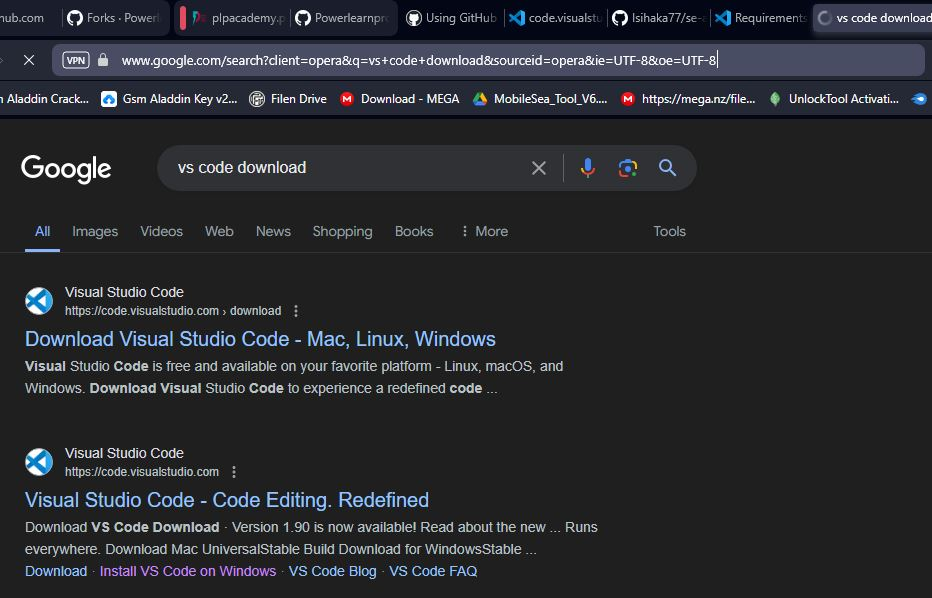 hub.com
Forks · Powerl
plpacademy.p
Powerlearnpro
Using GitHub
code.visualstu
Isihaka77/se-a
Requirements
vs code download
VPN
www.google.com/search?client=opera&q=vs+code+download&sourceid=opera&ie=UTF-8&oe=UTF-8
n Aladdin Crack...
Gsm Aladdin Key v2...
Filen Drive
Download - MEGA
MobileSea_Tool_V6....
https://mega.nz/file...
UnlockTool Activati...
Google
vs code download
All
Images
Videos
Web
News
Shopping
Books
More
Tools
Visual Studio Code
https://code.visualstudio.com › download
Download Visual Studio Code - Mac, Linux, Windows
Visual Studio Code is free and available on your favorite platform - Linux, macOS, and
Windows. Download Visual Studio Code to experience a redefined code ...
Visual Studio Code
https://code.visualstudio.com
Visual Studio Code - Code Editing. Redefined
Download VS Code Download · Version 1.90 is now available! Read about the new ... Runs
everywhere. Download Mac UniversalStable Build Download for WindowsStable ...
Download · Install VS Code on Windows · VS Code Blog · VS Code FAQ